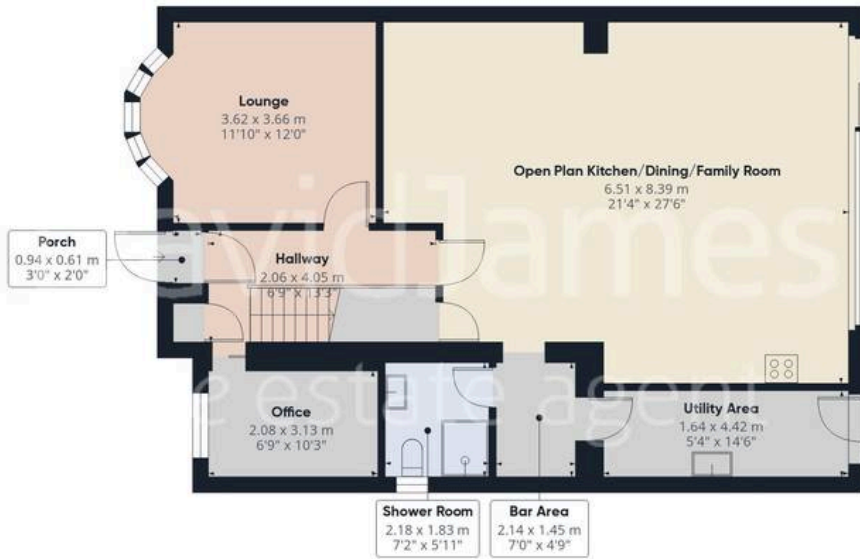 Lounge
3.62 x 3.66 m
11'10" x 12'0"
Open Plan Kitchen/Dining/Family Room
6.51 x 8.39 m
21'4" x 27'6"
Porch
0.94 x 0.61 m
3'0" x 2'0"
Hallway
2.06 x 4.05 m
6'9" x 13'3"
avidJames
e estate agent
Office
2.08 x 3.13 m
6'9" x 10'3"
Utility Area
1.64 x 4.42 m
5'4" x 14'6"
Shower Room
2.18 x 1.83 m
7'2" x 5'11"
Bar Area
2.14 x 1.45 m
7'0" x 4'9"